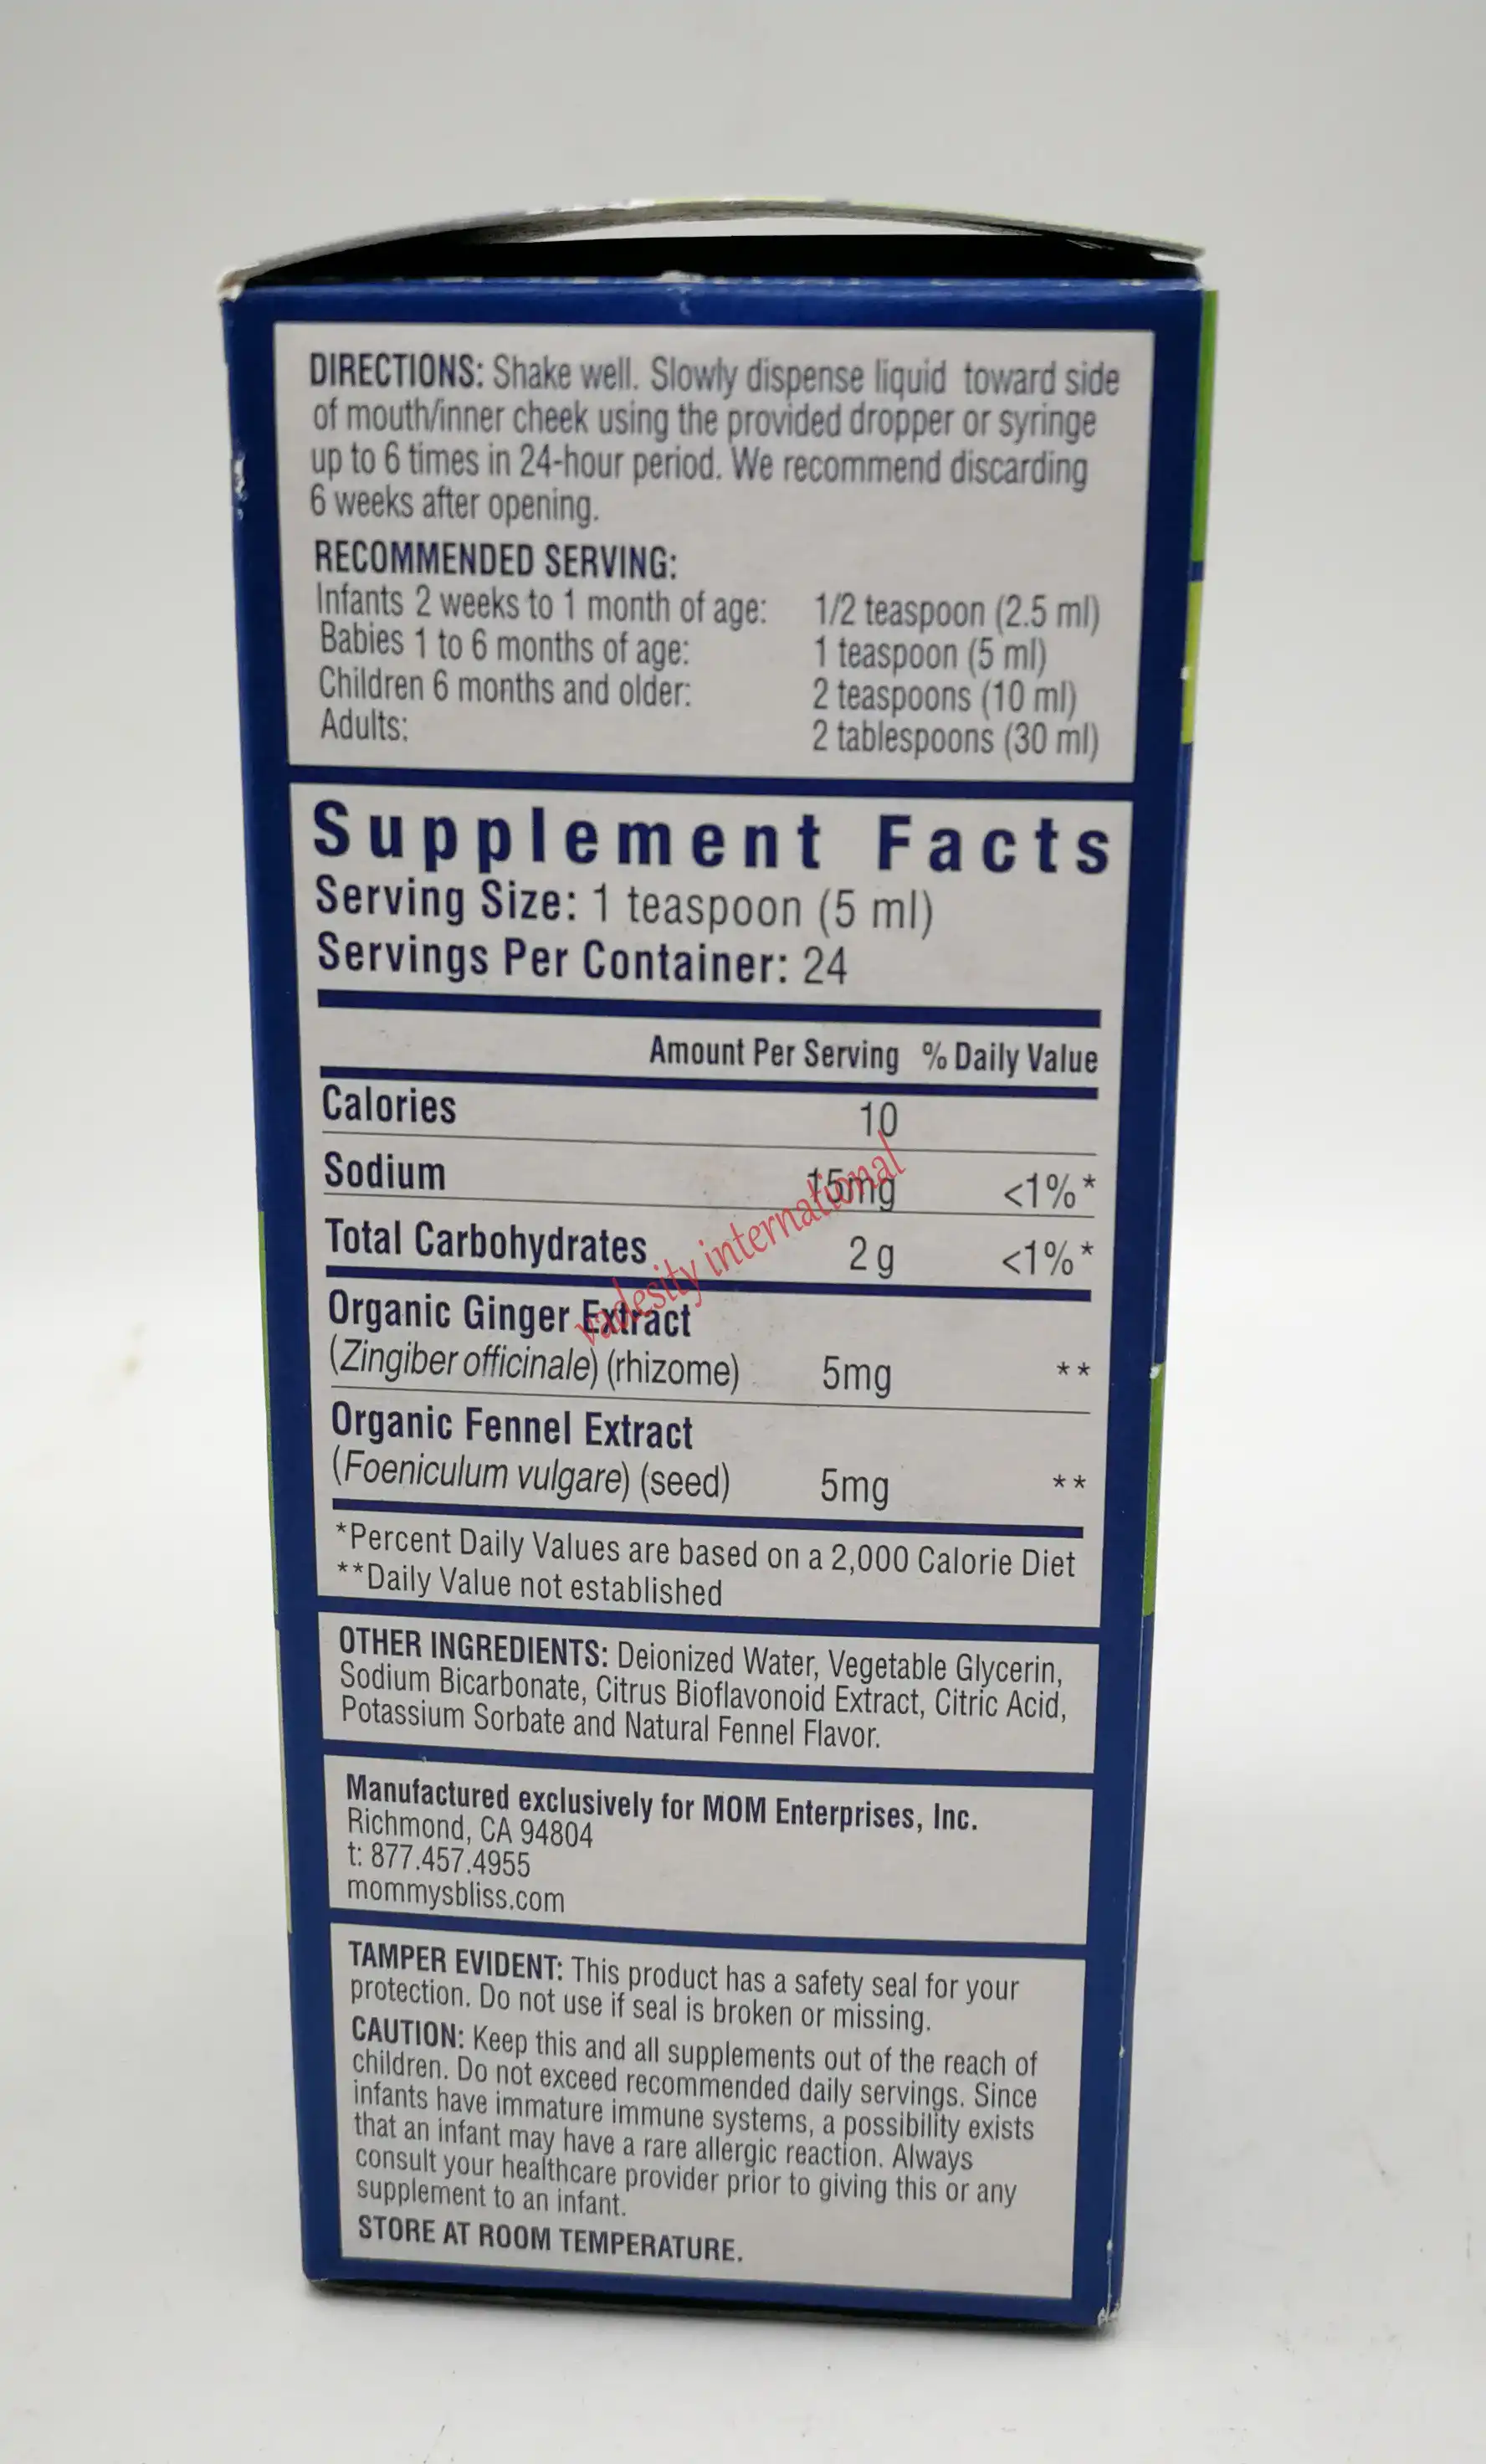 DIRECTIONS: Shake well. Slowly dispense liquid toward side
of mouth/inner cheek using the provided dropper or syringe
up to 6 times in 24-hour period. We recommend discarding
6 weeks after opening.
RECOMMENDED SERVING:
Infants 2 weeks to 1 month of age: 1/2 teaspoon (2.5 ml)
Babies 1 to 6 months of age: 1 teaspoon (5 ml)
Children 6 months and older: 2 teaspoons (10 ml)
Adults: 2 tablespoons (30 ml)
Supplement Facts
Serving Size: 1 teaspoon (5 ml)
Servings Per Container: 24
Amount Per Serving % Daily Value
Calories 10
Sodium 15mg <1%*
Total Carbohydrates 2 g <1%*
vadesity international
Organic Ginger Extract
(Zingiber officinale) (rhizome) 5mg **
Organic Fennel Extract
(Foeniculum vulgare) (seed) 5mg **
*Percent Daily Values are based on a 2,000 Calorie Diet
**Daily Value not established
OTHER INGREDIENTS: Deionized Water, Vegetable Glycerin,
Sodium Bicarbonate, Citrus Bioflavonoid Extract, Citric Acid,
Potassium Sorbate and Natural Fennel Flavor.
Manufactured exclusively for MOM Enterprises, Inc.
Richmond, CA 94804
t: 877.457.4955
mommysbliss.com
TAMPER EVIDENT: This product has a safety seal for your
protection. Do not use if seal is broken or missing.
CAUTION: Keep this and all supplements out of the reach of
children. Do not exceed recommended daily servings. Since
infants have immature immune systems, a possibility exists
that an infant may have a rare allergic reaction. Always
consult your healthcare provider prior to giving this or any
supplement to an infant.
STORE AT ROOM TEMPERATURE.